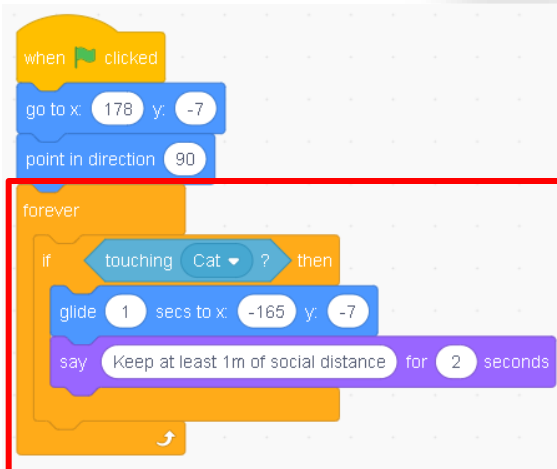 when clicked
go to x: 178 y: -7
point in direction 90
forever
if touching Cat ? then
glide 1 secs to x: -165 y: -7
say Keep at least 1m of social distance for 2 seconds